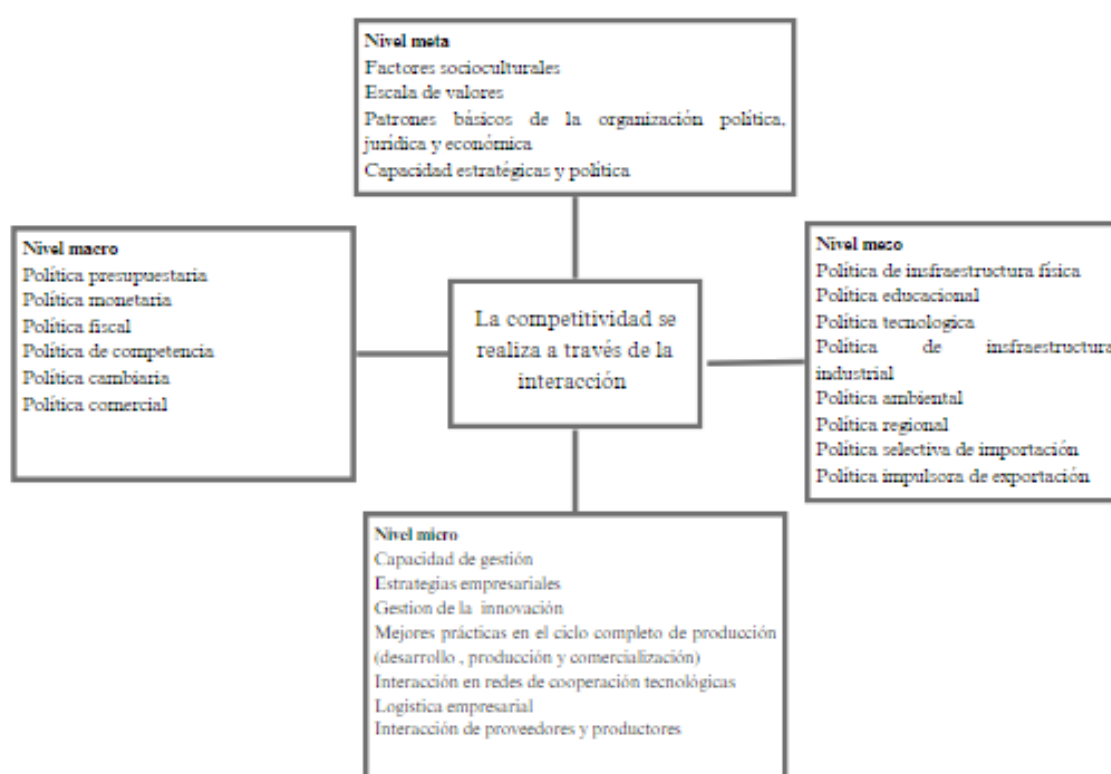 Nivel meta
Factores socioculturales
Escala de valores
Patrones básicos de la organización política,
jurídica y económica
Capacidad estratégicas y política
Nivel macro
Política presupuestaria
Política monetaria
Política fiscal
Política de competencia
Política cambiaria
Política comercial
La competitividad se
realiza a través de la
interacción
Nivel mezo
Política de insfraestructura física
Política educacional
Política tecnologica
Política de insfraestructura
industrial
Política ambiental
Política regional
Política selectiva de importación
Política impulsora de exportación
Nivel micro
Capacidad de gestión
Estrategias empresariales
Gestion de la innovación
Mejores prácticas en el ciclo completo de producción
(desarrollo , producción y comercialización)
Interacción en redes de cooperación tecnológicas
Logística empresarial
Interacción de proveedores y productores